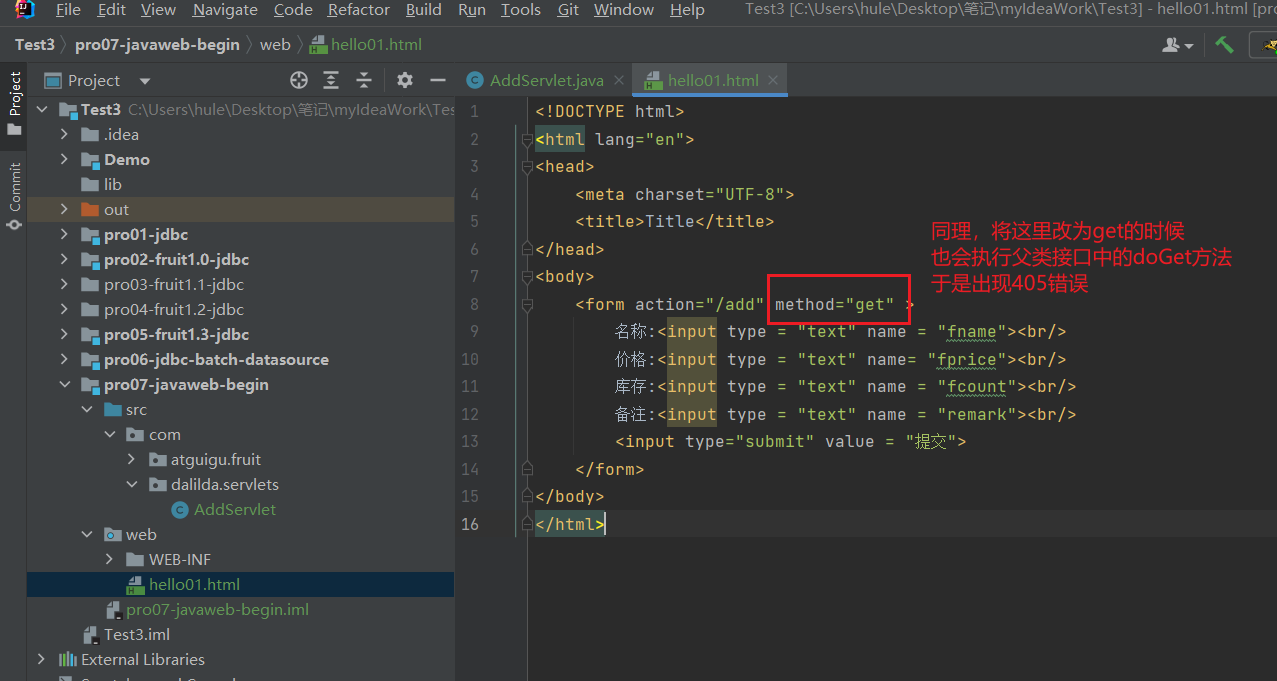 File Edit View Navigate Code Refactor Build Run Tools Git Window Help Test3 [C:\Users\hule\Desktop\笔记\myIdeaWork\Test3] - hello01.html [pro
Test3 pro07-javaweb-begin web hello01.html
Project
AddServlet.java hello01.html
Project
Commit
Test3 C:\Users\hule\Desktop\笔记\myIdeaWork\Tes
.idea
Demo
lib
out
pro01-jdbc
pro02-fruit1.0-jdbc
pro03-fruit1.1-jdbc
pro04-fruit1.2-jdbc
pro05-fruit1.3-jdbc
pro06-jdbc-batch-datasource
pro07-javaweb-begin
src
com
atguigu.fruit
dalilda.servlets
AddServlet
web
WEB-INF
hello01.html
pro07-javaweb-begin.iml
Test3.iml
External Libraries
1 <!DOCTYPE html>
2 <html lang="en">
3 <head>
4 <meta charset="UTF-8">
5 <title>Title</title>
6 </head>
7 <body>
8 <form action="/add" method="get" >
9 名称:<input type = "text" name = "fname"><br/>
10 价格:<input type = "text" name= "fprice"><br/>
11 库存:<input type = "text" name = "fcount"><br/>
12 备注:<input type = "text" name = "remark"><br/>
13 <input type="submit" value = "提交">
14 </form>
15 </body>
16 </html>
同理，将这里改为get的时候
也会执行父类接口中的doGet方法
于是出现405错误